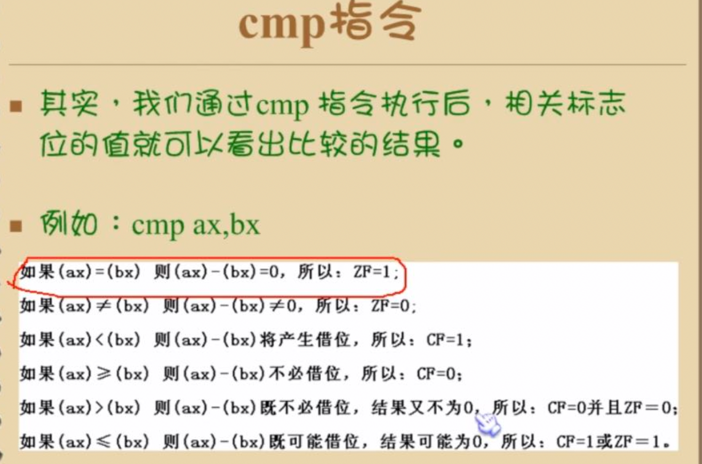 cmp指令
■ 其实，我们通过cmp 指令执行后，相关标志
位的值就可以看出比较的结果。
■ 例如：cmp ax,bx
如果(ax)=(bx) 则(ax)-(bx)=0，所以：ZF=1;
如果(ax)≠(bx) 则(ax)-(bx)≠0，所以：ZF=0;
如果(ax)<(bx) 则(ax)-(bx)将产生借位，所以：CF=1;
如果(ax)≥(bx) 则(ax)-(bx)不必借位，所以：CF=0;
如果(ax)>(bx) 则(ax)-(bx)既不必借位，结果又不为0，所以：CF=0并且ZF=0;
如果(ax)≤(bx) 则(ax)-(bx)既可能借位，结果可能为0，所以：CF=1或ZF=1。